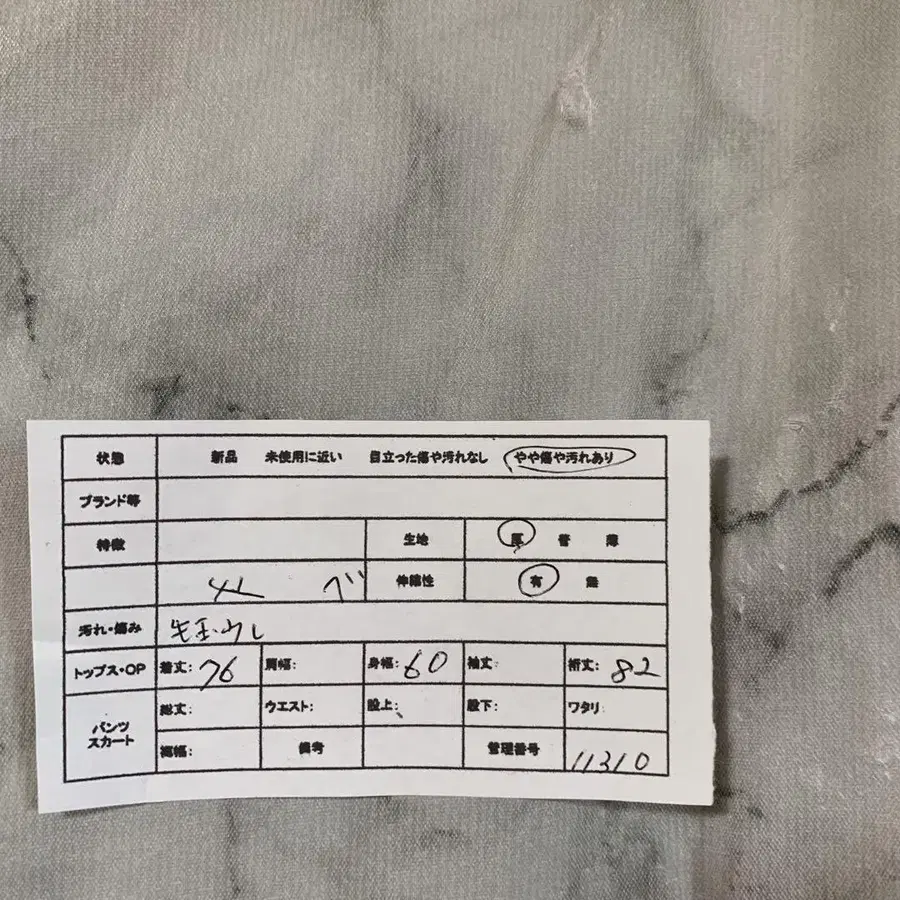 状態 新品 未使用に近い 目立った傷や汚れなし やや傷や汚れあり
ブランド等
特徴 生地 厚 普 薄
伸縮性 有 無
汚れ・傷み 毛玉少し
トップス・OP 着丈: 76 肩幅: 身幅: 60 袖丈: 裄丈: 82
パンツ スカート 総丈: ウエスト: 股上: 股下: ワタリ:
裾幅: 備考 管理番号 11310